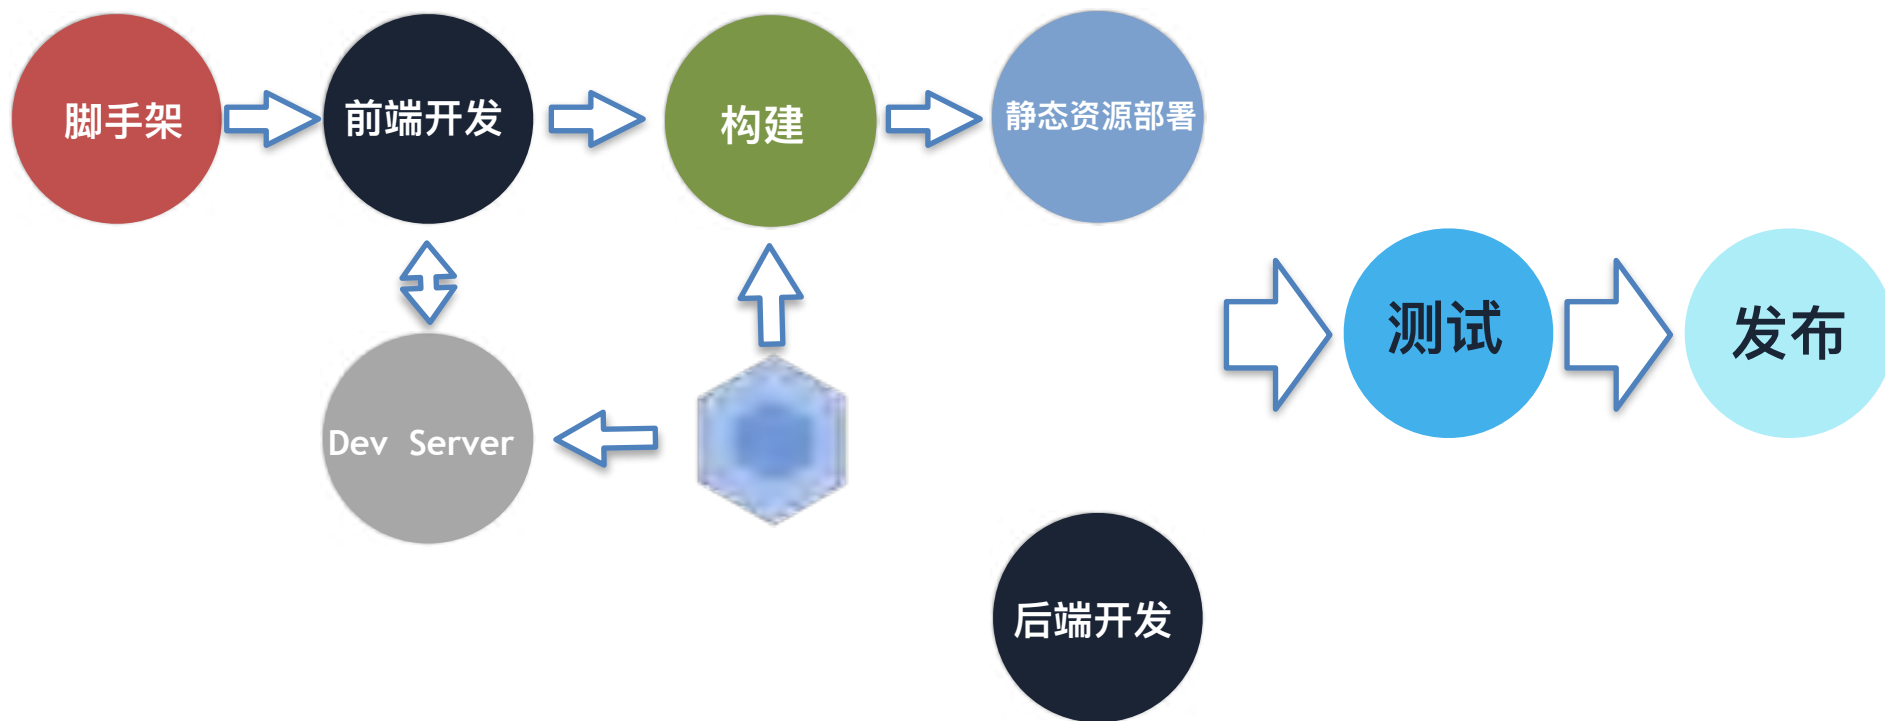 脚手架
前端开发
构建
静态资源部署
测试
发布
Dev Server
后端开发